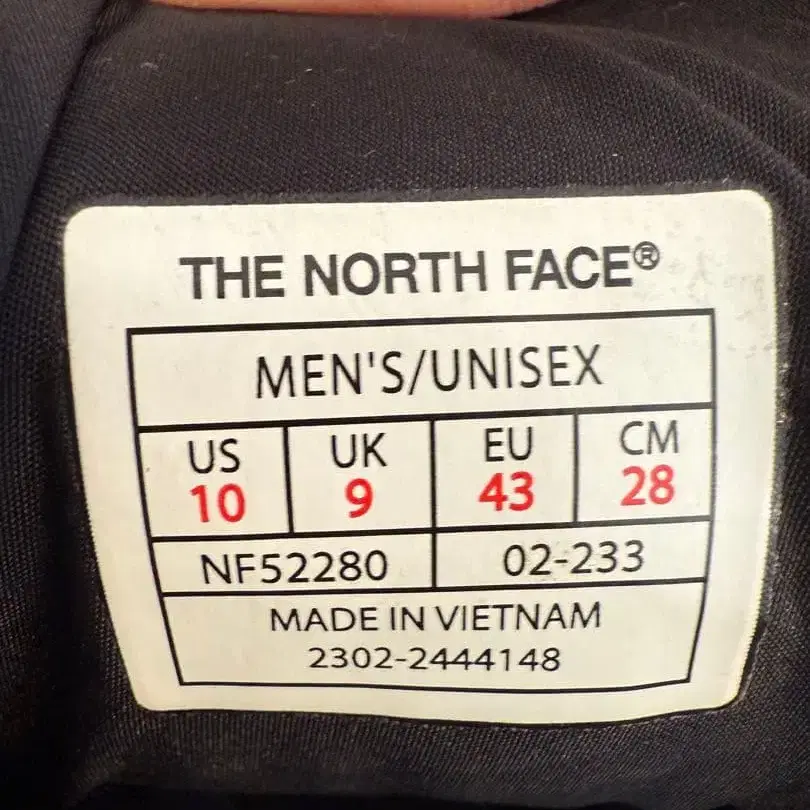 THE NORTH FACE®
MEN'S/UNISEX
US UK EU CM
10 9 43 28
NF52280 02-233
MADE IN VIETNAM
2302-2444148